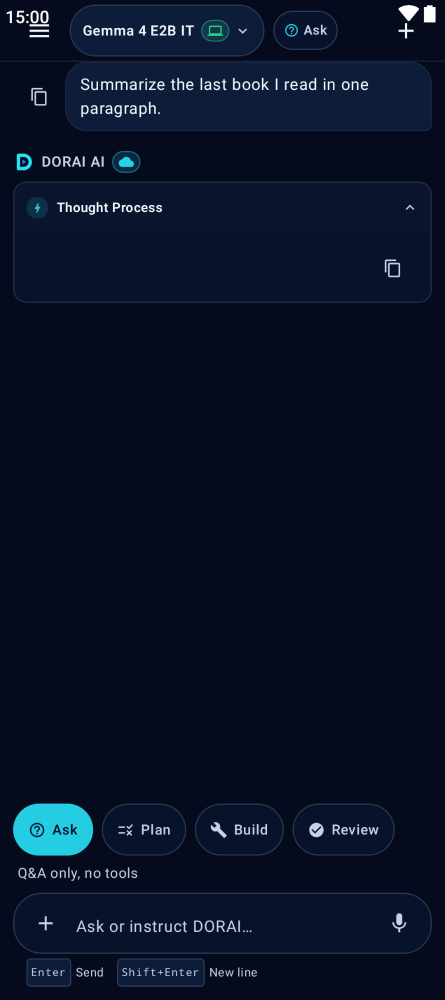 15:00
Gemma 4 E2B IT
Ask
Summarize the last book I read in one
paragraph.
DORAI AI
Thought Process
Ask
Plan
Build
Review
Q&A only, no tools
Ask or instruct DORAI...
Enter Send Shift+Enter New line